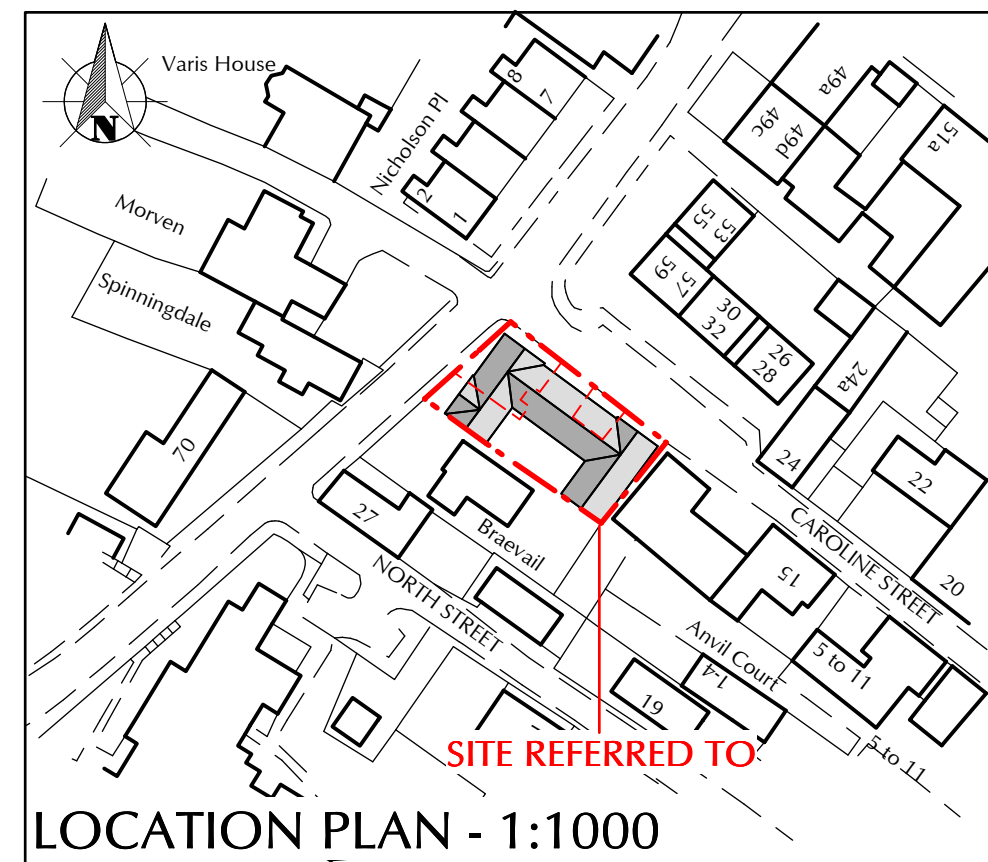 Varis House
N
Nicholson Pl
8
7
2
1
49a
49c
49d
51a
Morven
Spinningdale
53
55
57
59
30
32
26
28
24a
24
22
20
70
27
Braevail
NORTH STREET
CAROLINE STREET
15
Anvil Court
1-4
5 to 11
19
5 to 11
SITE REFERRED TO
LOCATION PLAN - 1:1000